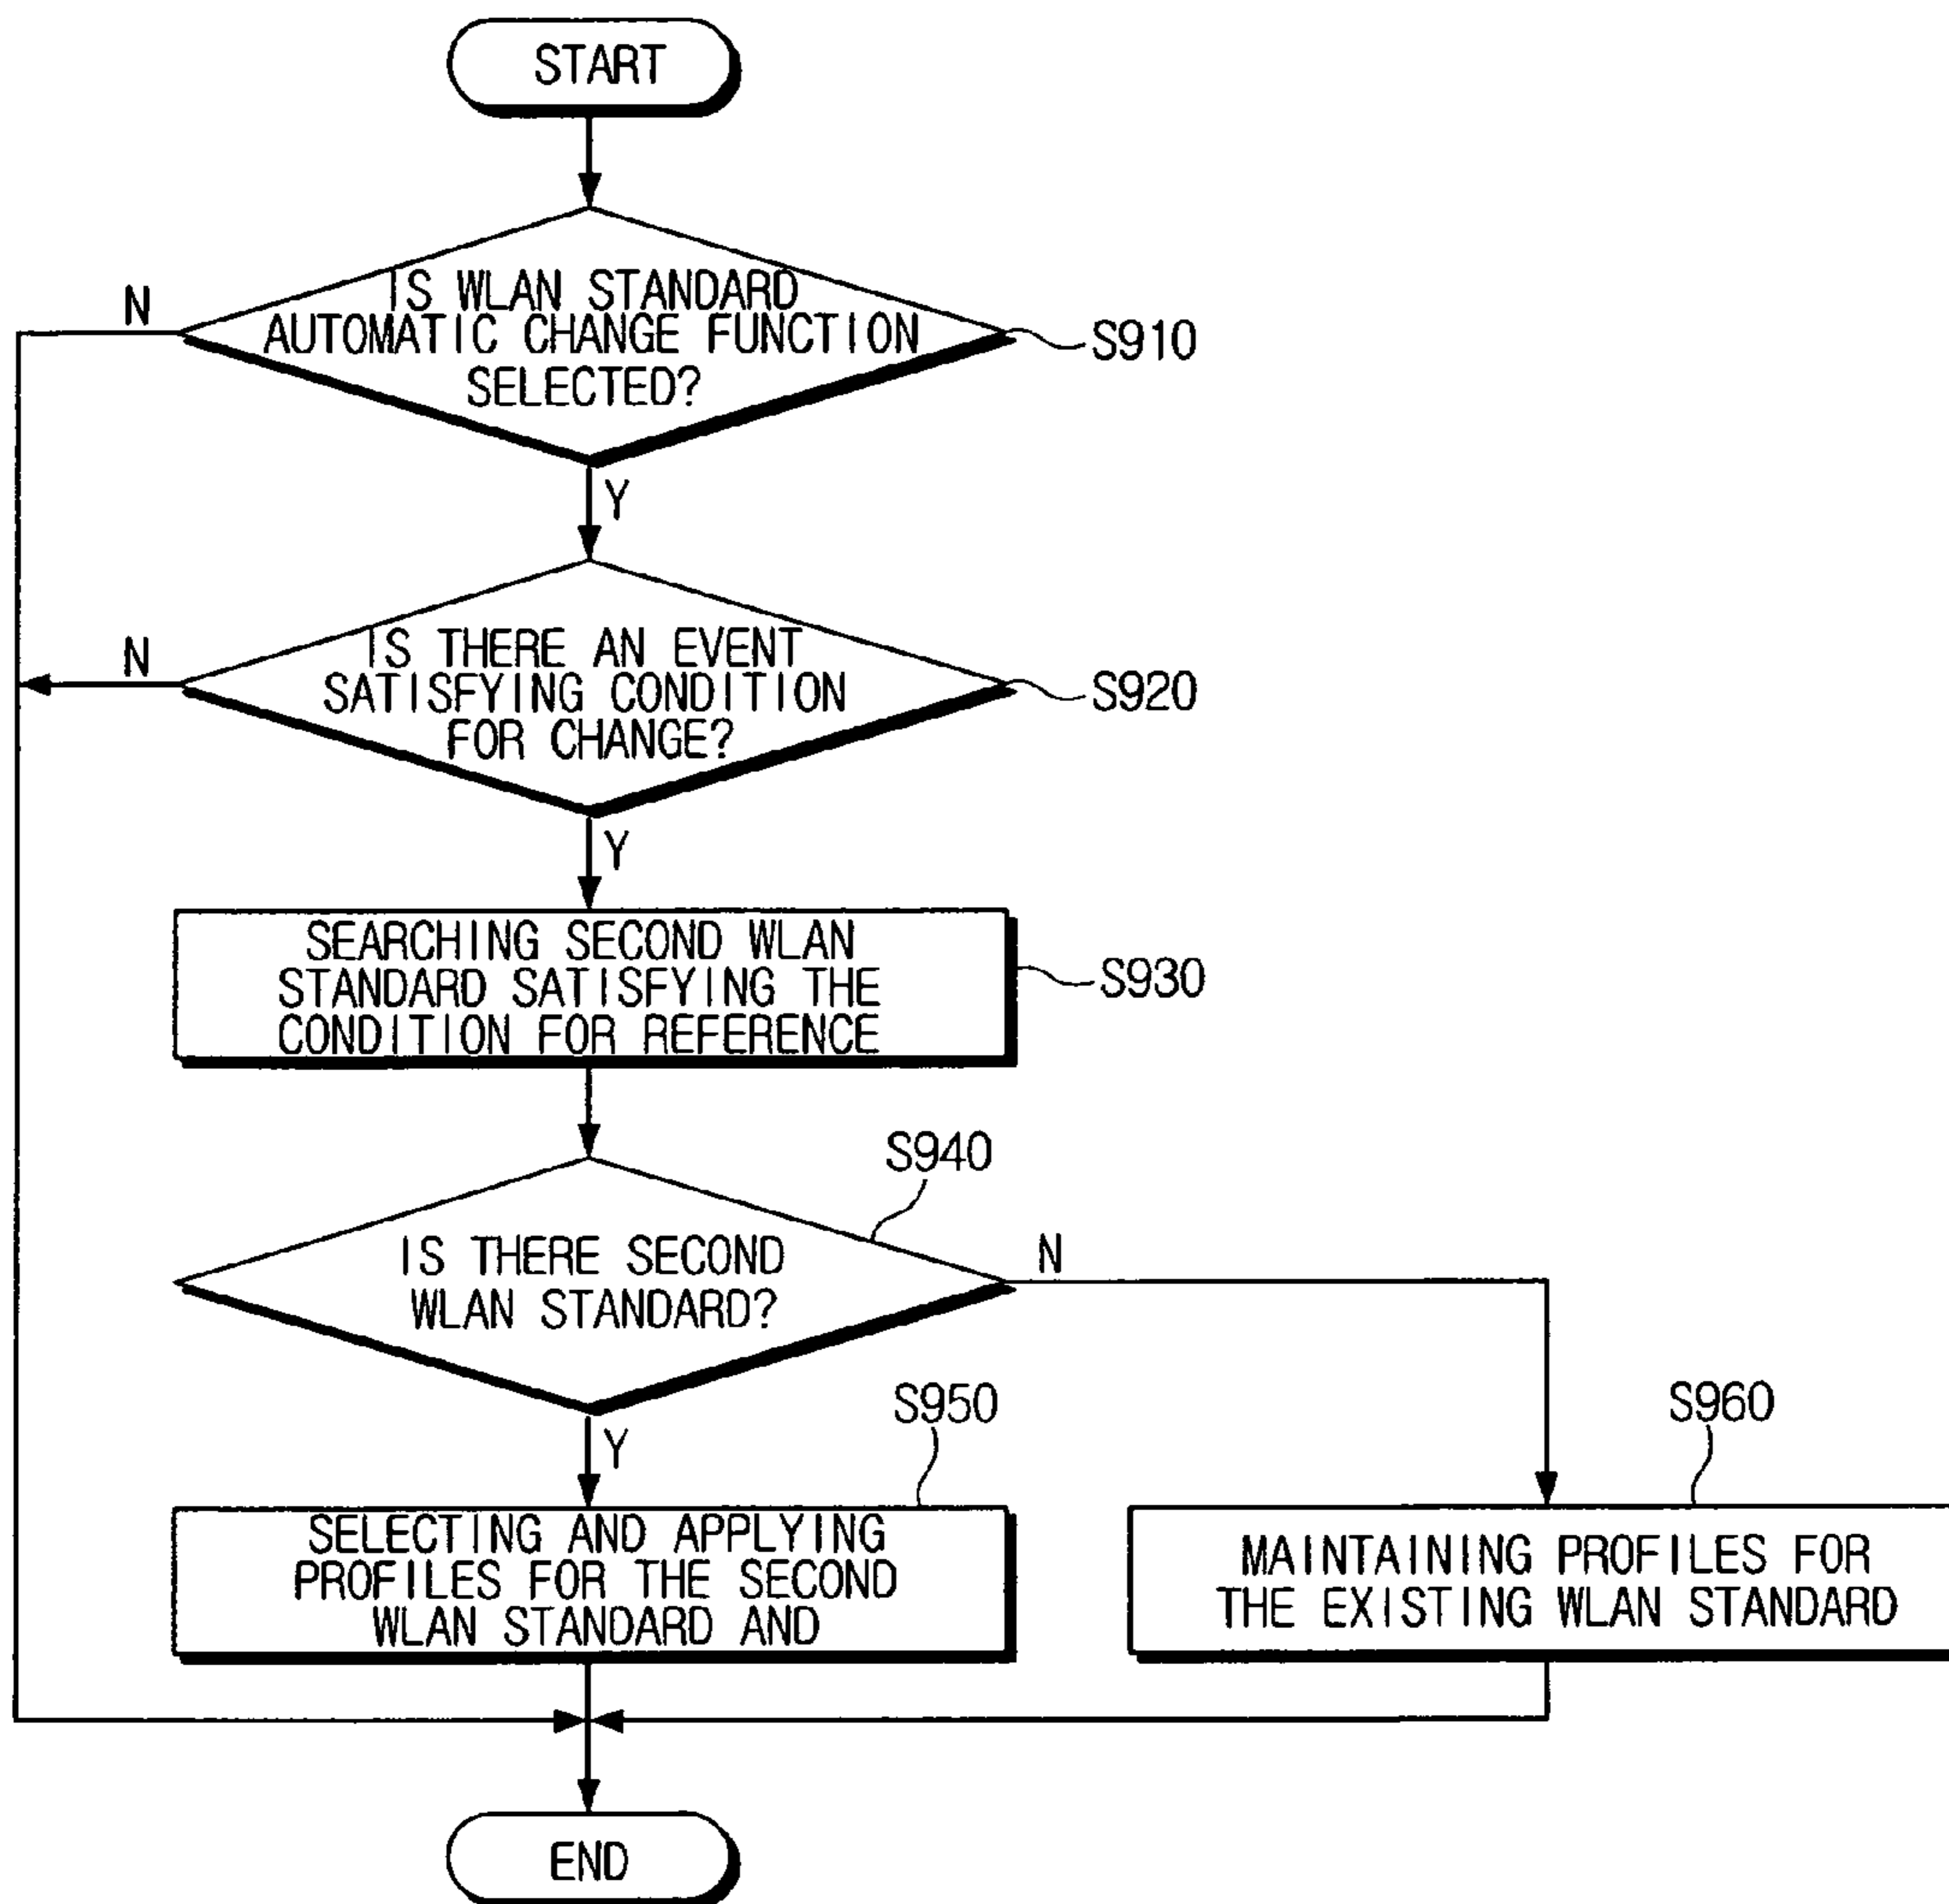 START
IS WLAN STANDARD
AUTOMATIC CHANGE FUNCTION
SELECTED?
N
S910
Y
IS THERE AN EVENT
SATISFYING CONDITION
FOR CHANGE?
N
S920
Y
SEARCHING SECOND WLAN
STANDARD SATISFYING THE
CONDITION FOR REFERENCE
S930
S940
IS THERE SECOND
WLAN STANDARD?
N
Y
S950
SELECTING AND APPLYING
PROFILES FOR THE SECOND
WLAN STANDARD AND
S960
MAINTAINING PROFILES FOR
THE EXISTING WLAN STANDARD
END